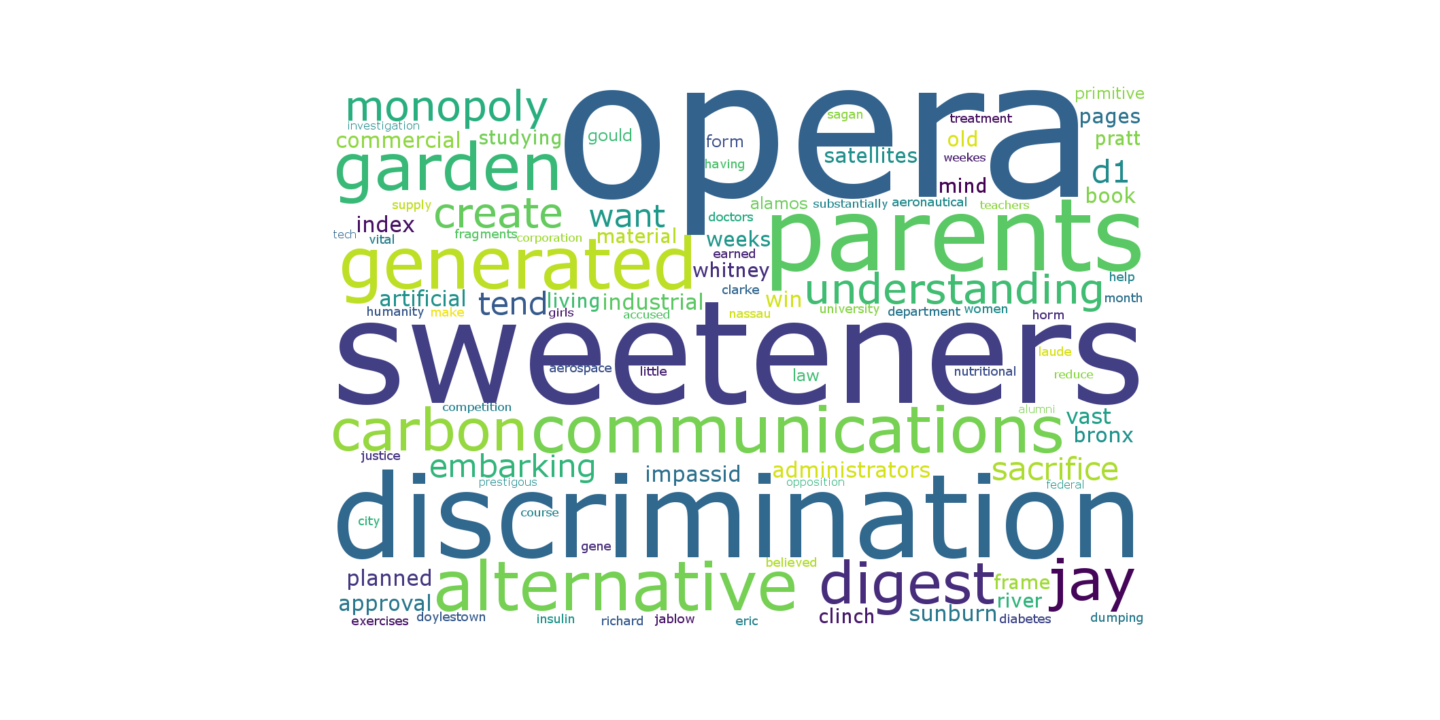 opera
monopoly
primitive
investigation
sagan
treatment
pages
commercial
studying
gould
form
old
pratt
garden
having
satellites
weekes
mind
d1
book
supply
create
want
alamos
substantially
aeronautical
teachers
index
doctors
parents
tech
vital
fragments
corporation
material
weeks
generated
earned
whitney
understanding
help
artificial
tend
living
industrial
clarke
win
month
humanity
make
girls
accused
nassau
university
department
women
horm
sweeteners
iaude
aerospace
little
law
nutritional
reduce
competition
alumni
carbon
communications
vast
bronx
justice
embarking
impassid
administrators
sacrifice
prestigous
opposition
federal
discrimination
city
course
gene
believed
planned
alternative
digest
frame
jay
approval
river
doylestown
clinch
sunburn
exercises
insulin
richard
jablow
eric
diabetes
dumping